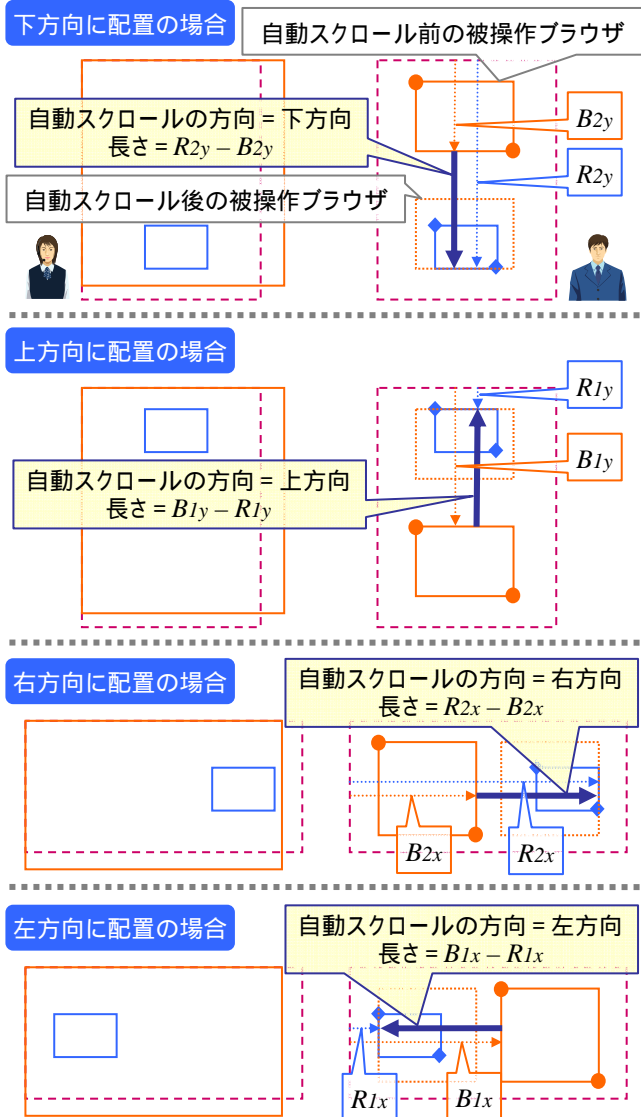 下方向に配置の場合
自動スクロール前の被操作ブラウザ
自動スクロールの方向 = 下方向
長さ = R2y – B2y
B2y
R2y
自動スクロール後の被操作ブラウザ
上方向に配置の場合
R1y
B1y
自動スクロールの方向 = 上方向
長さ = B1y – R1y
右方向に配置の場合
自動スクロールの方向 = 右方向
長さ = R2x – B2x
B2x
R2x
左方向に配置の場合
自動スクロールの方向 = 左方向
長さ = B1x – R1x
R1x
B1x